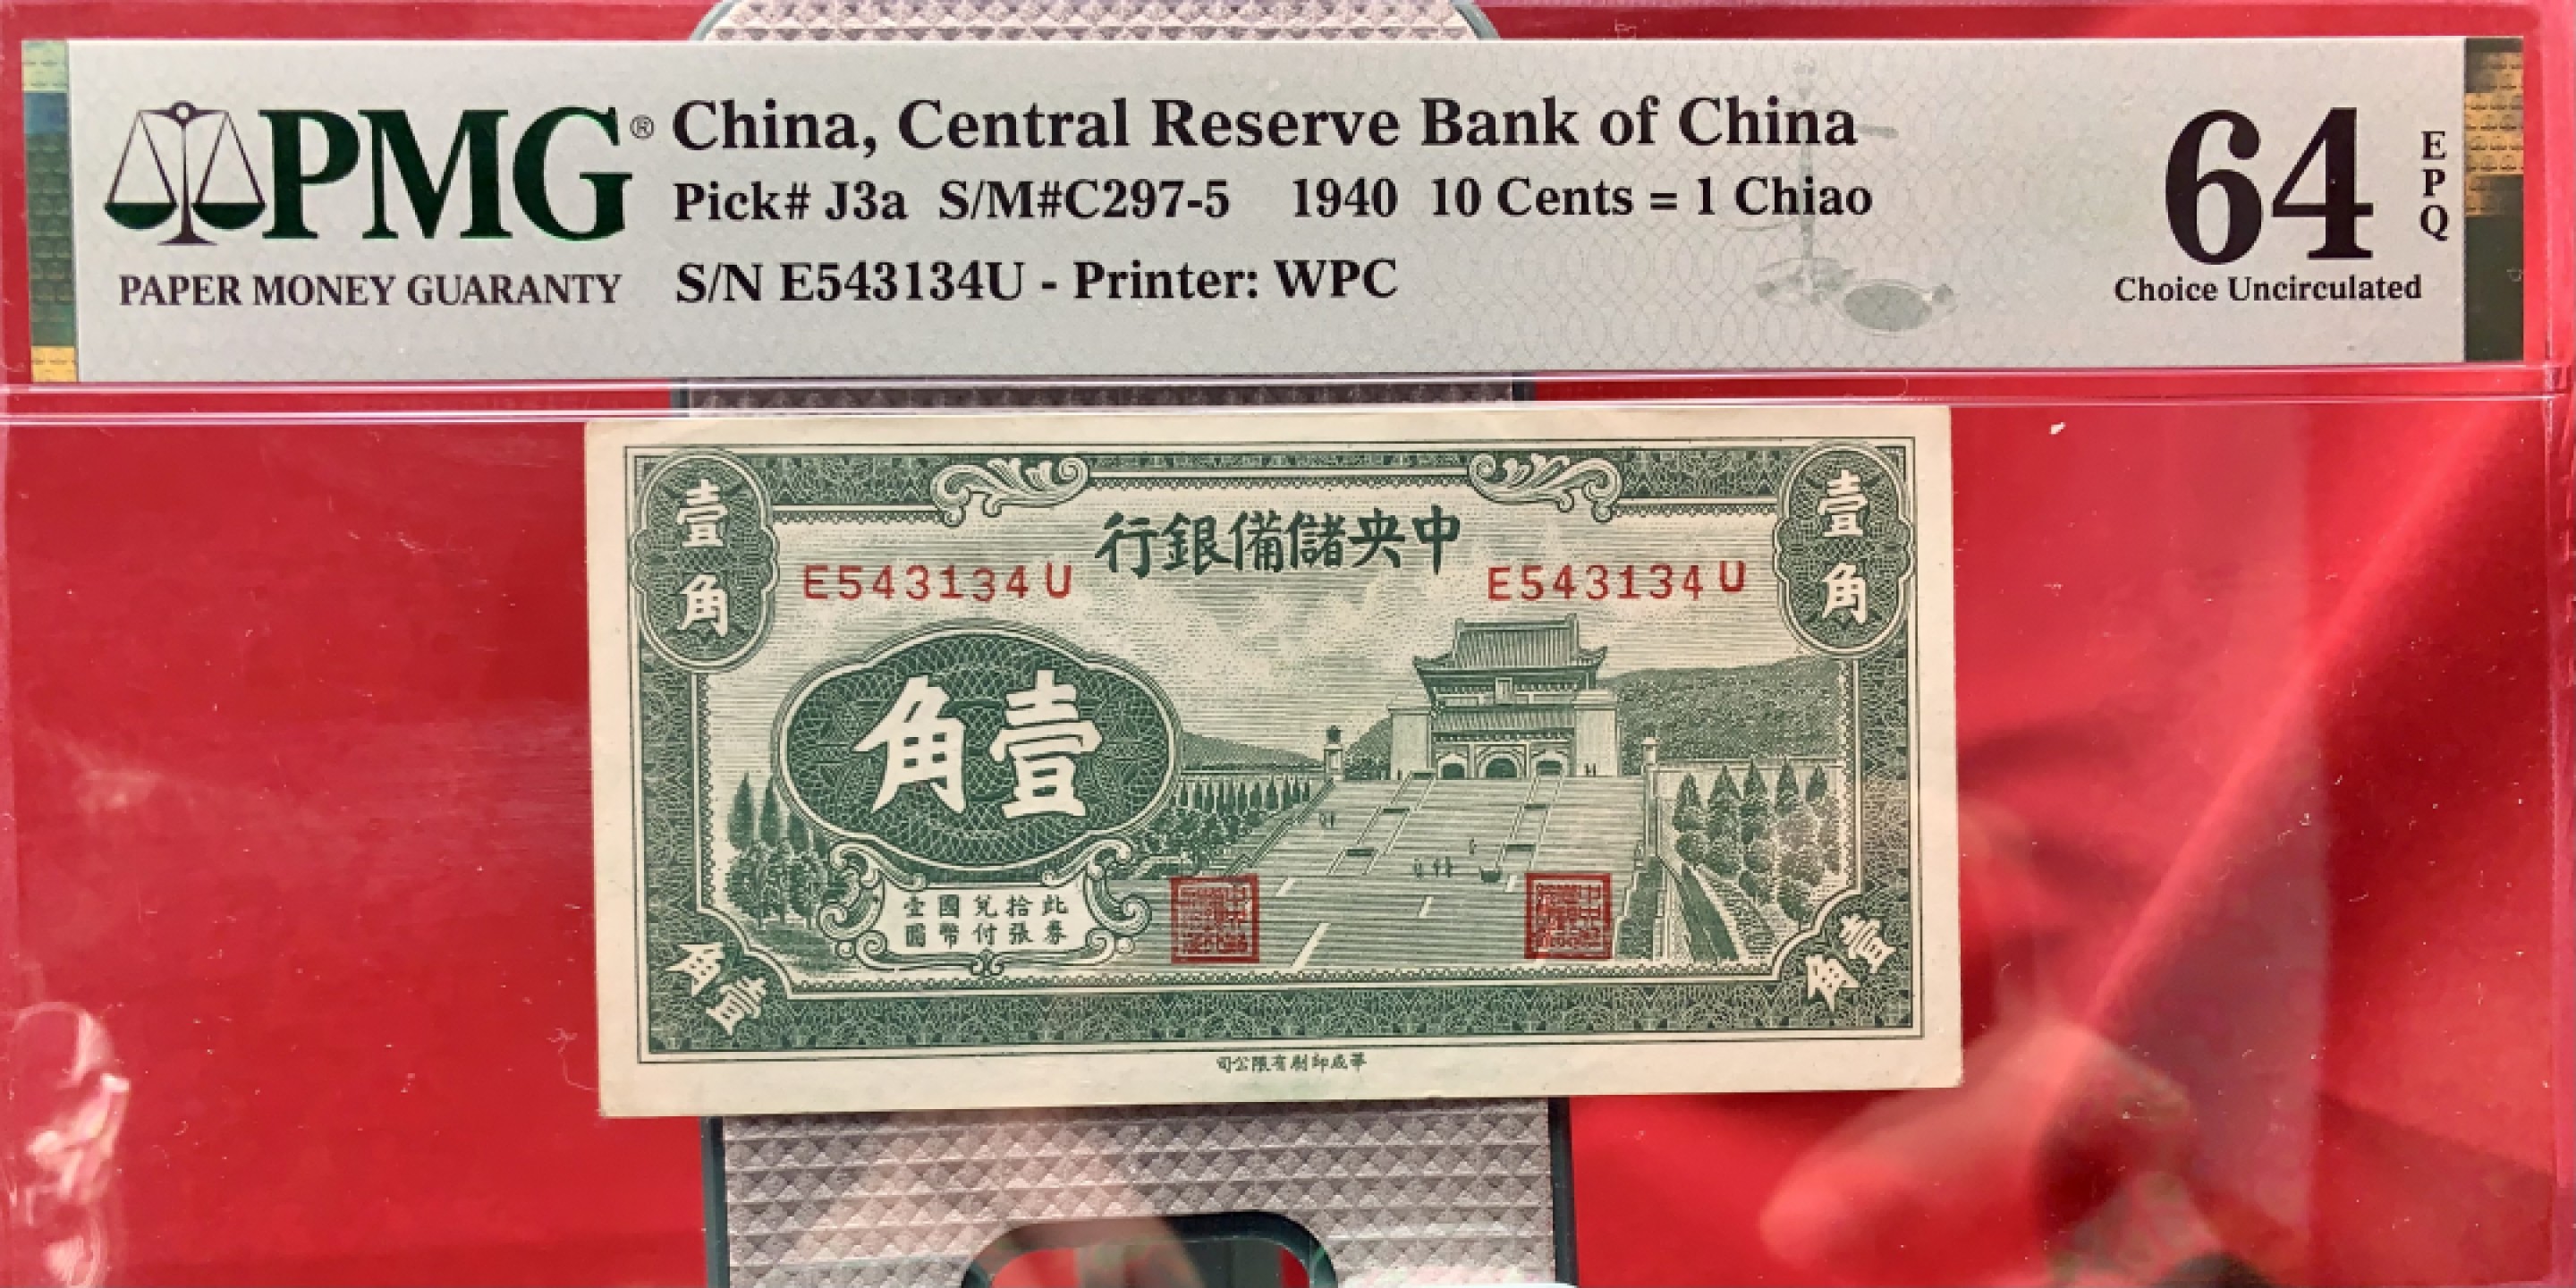 PMG®
PAPER MONEY GUARANTY
China, Central Reserve Bank of China
Pick# J3a S/M#C297-5 1940 10 Cents = 1 Chiao
S/N E543134U - Printer: WPC
64
EPQ
Choice Uncirculated
壹角
壹角
行銀備儲央中
E543134U
E543134U
角壹
壹國兌拾此
圓幣付張券
角壹
壹角
司公限有刷印成華